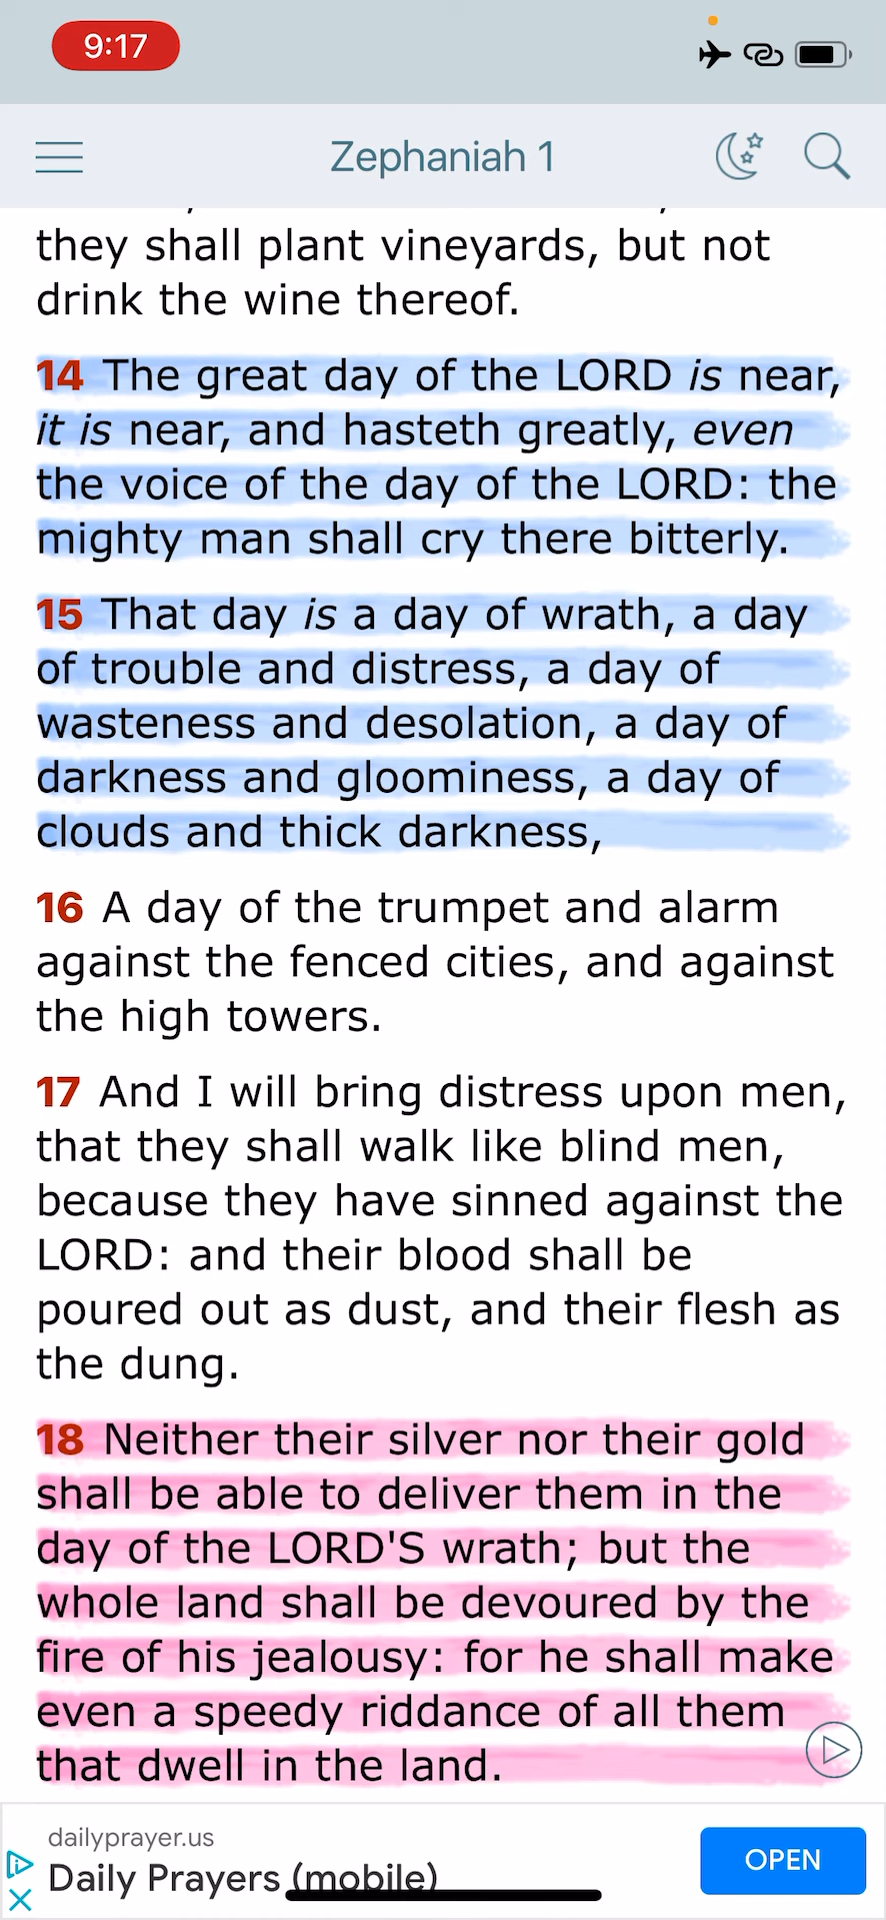 9:17
Zephaniah 1
they shall plant vineyards, but not
drink the wine thereof.
14 The great day of the LORD is near,
it is near, and hasteth greatly, even
the voice of the day of the LORD: the
mighty man shall cry there bitterly.
15 That day is a day of wrath, a day
of trouble and distress, a day of
wasteness and desolation, a day of
darkness and gloominess, a day of
clouds and thick darkness,
16 A day of the trumpet and alarm
against the fenced cities, and against
the high towers.
17 And I will bring distress upon men,
that they shall walk like blind men,
because they have sinned against the
LORD: and their blood shall be
poured out as dust, and their flesh as
the dung.
18 Neither their silver nor their gold
shall be able to deliver them in the
day of the LORD'S wrath; but the
whole land shall be devoured by the
fire of his jealousy: for he shall make
even a speedy riddance of all them
that dwell in the land.
dailyprayer.us
Daily Prayers (mobile)
OPEN